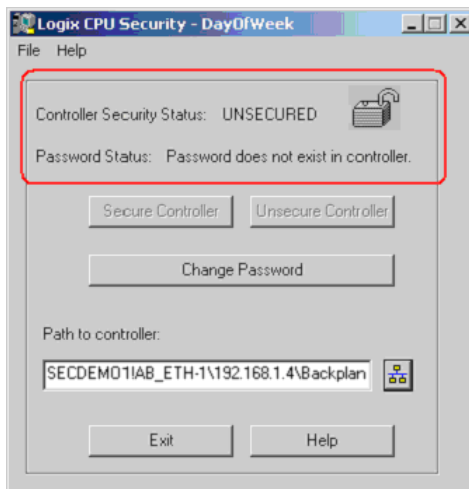 Logix CPU Security - DayOfWeek
File Help
Controller Security Status: UNSECURED
Password Status: Password does not exist in controller.
Secure Controller Unsecure Controller
Change Password
Path to controller:
SECDEMO1!AB_ETH-1\192.168.1.4\Backplan
Exit Help